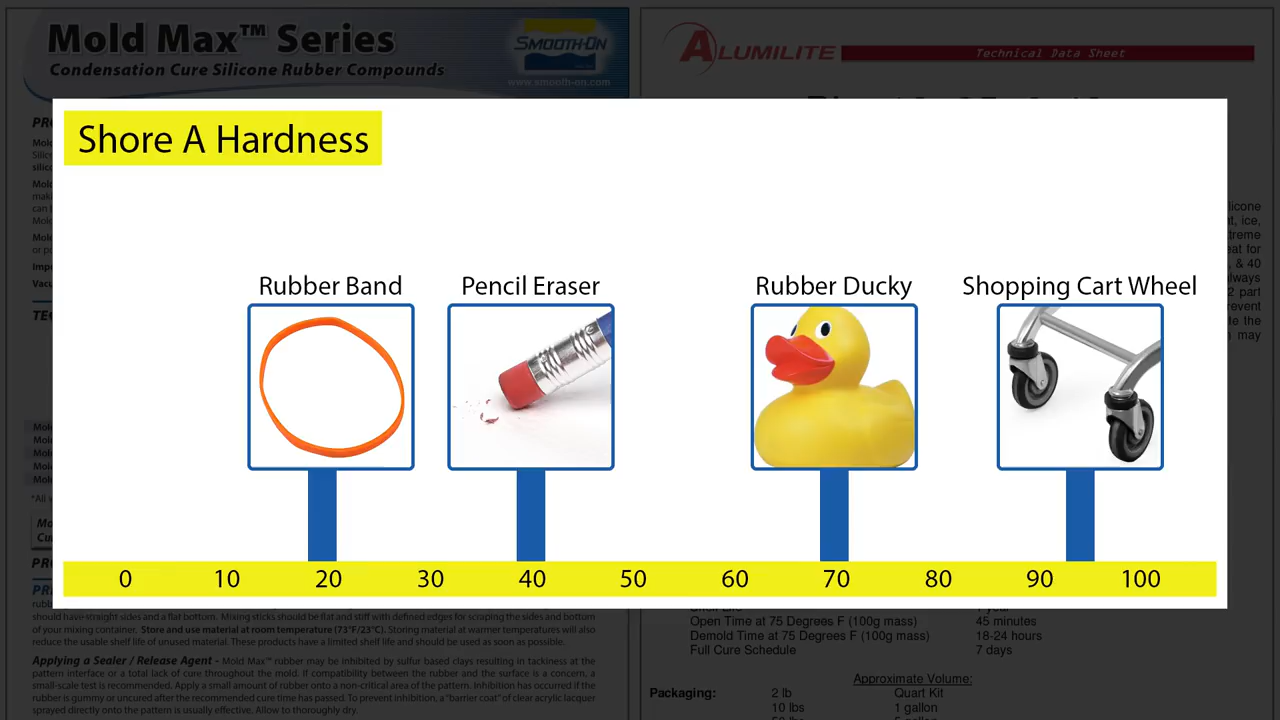 Mold Max™ Series
Condensation Cure Silicone Rubber Compounds
SMOOTH-ON
www.smooth-on.com
ALUMILITE
Technical Data Sheet
Shore A Hardness
Rubber Band
Pencil Eraser
Rubber Ducky
Shopping Cart Wheel
0 10 20 30 40 50 60 70 80 90 100
should have straight sides and a flat bottom. Mixing sticks should be flat and stiff with defined edges for scraping the sides and bottom
of your mixing container. Store and use material at room temperature (73°F/23°C). Storing material at warmer temperatures will also
reduce the usable shelf life of unused material. These products have a limited shelf life and should be used as soon as possible.
Applying a Sealer / Release Agent - Mold Max™ rubber may be inhibited by sulfur based clays resulting in tackiness at the
pattern interface or a total lack of cure throughout the mold. If compatibility between the rubber and the surface is a concern, a
small-scale test is recommended. Apply a small amount of rubber onto a non-critical area of the pattern. Inhibition has occurred if the
rubber is gummy or uncured after the recommended cure time has passed. To prevent inhibition, a "barrier coat" of clear acrylic lacquer
sprayed directly onto the pattern is usually effective. Allow to thoroughly dry.
Open Time at 75 Degrees F (100g mass) 45 minutes
Demold Time at 75 Degrees F (100g mass) 18-24 hours
Full Cure Schedule 7 days
Approximate Volume:
Packaging: 2 lb Quart Kit
10 lbs 1 gallon